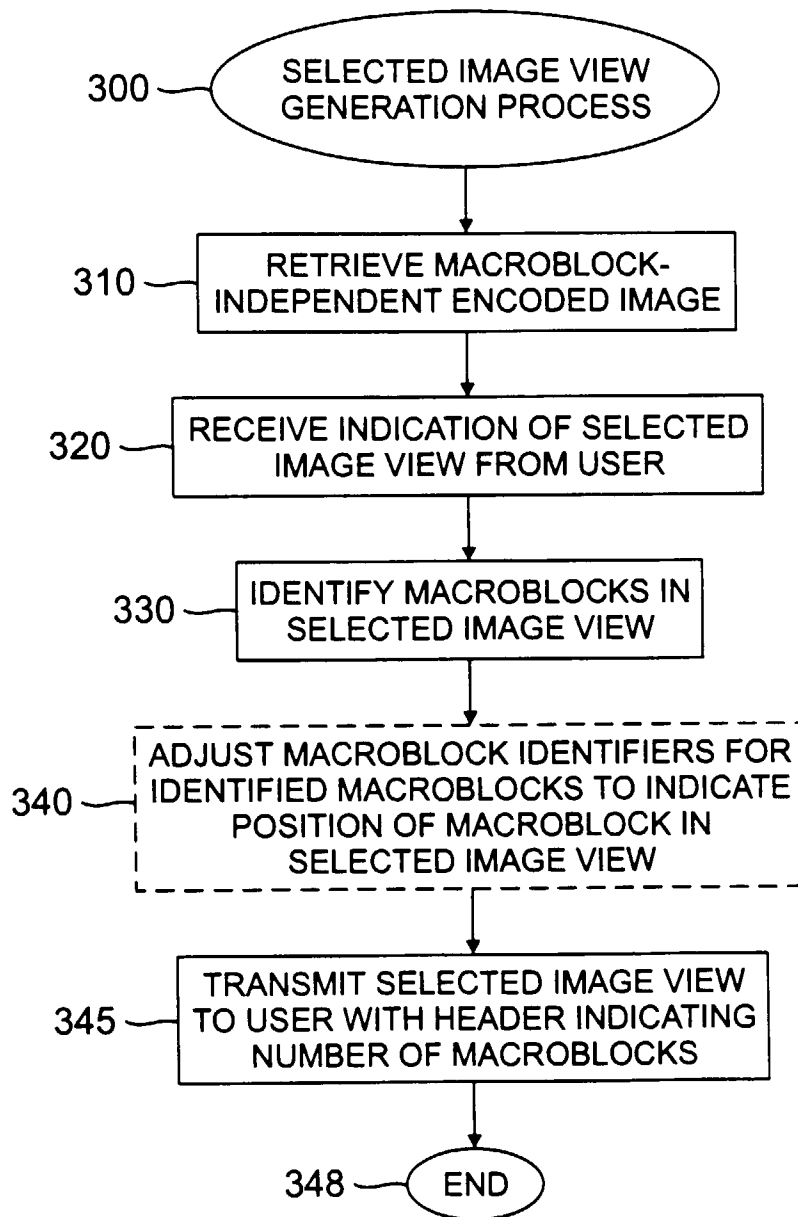 300
SELECTED IMAGE VIEW
GENERATION PROCESS
310
RETRIEVE MACROBLOCK-
INDEPENDENT ENCODED IMAGE
320
RECEIVE INDICATION OF SELECTED
IMAGE VIEW FROM USER
330
IDENTIFY MACROBLOCKS IN
SELECTED IMAGE VIEW
340
ADJUST MACROBLOCK IDENTIFIERS FOR
IDENTIFIED MACROBLOCKS TO INDICATE
POSITION OF MACROBLOCK IN
SELECTED IMAGE VIEW
345
TRANSMIT SELECTED IMAGE VIEW
TO USER WITH HEADER INDICATING
NUMBER OF MACROBLOCKS
348
END